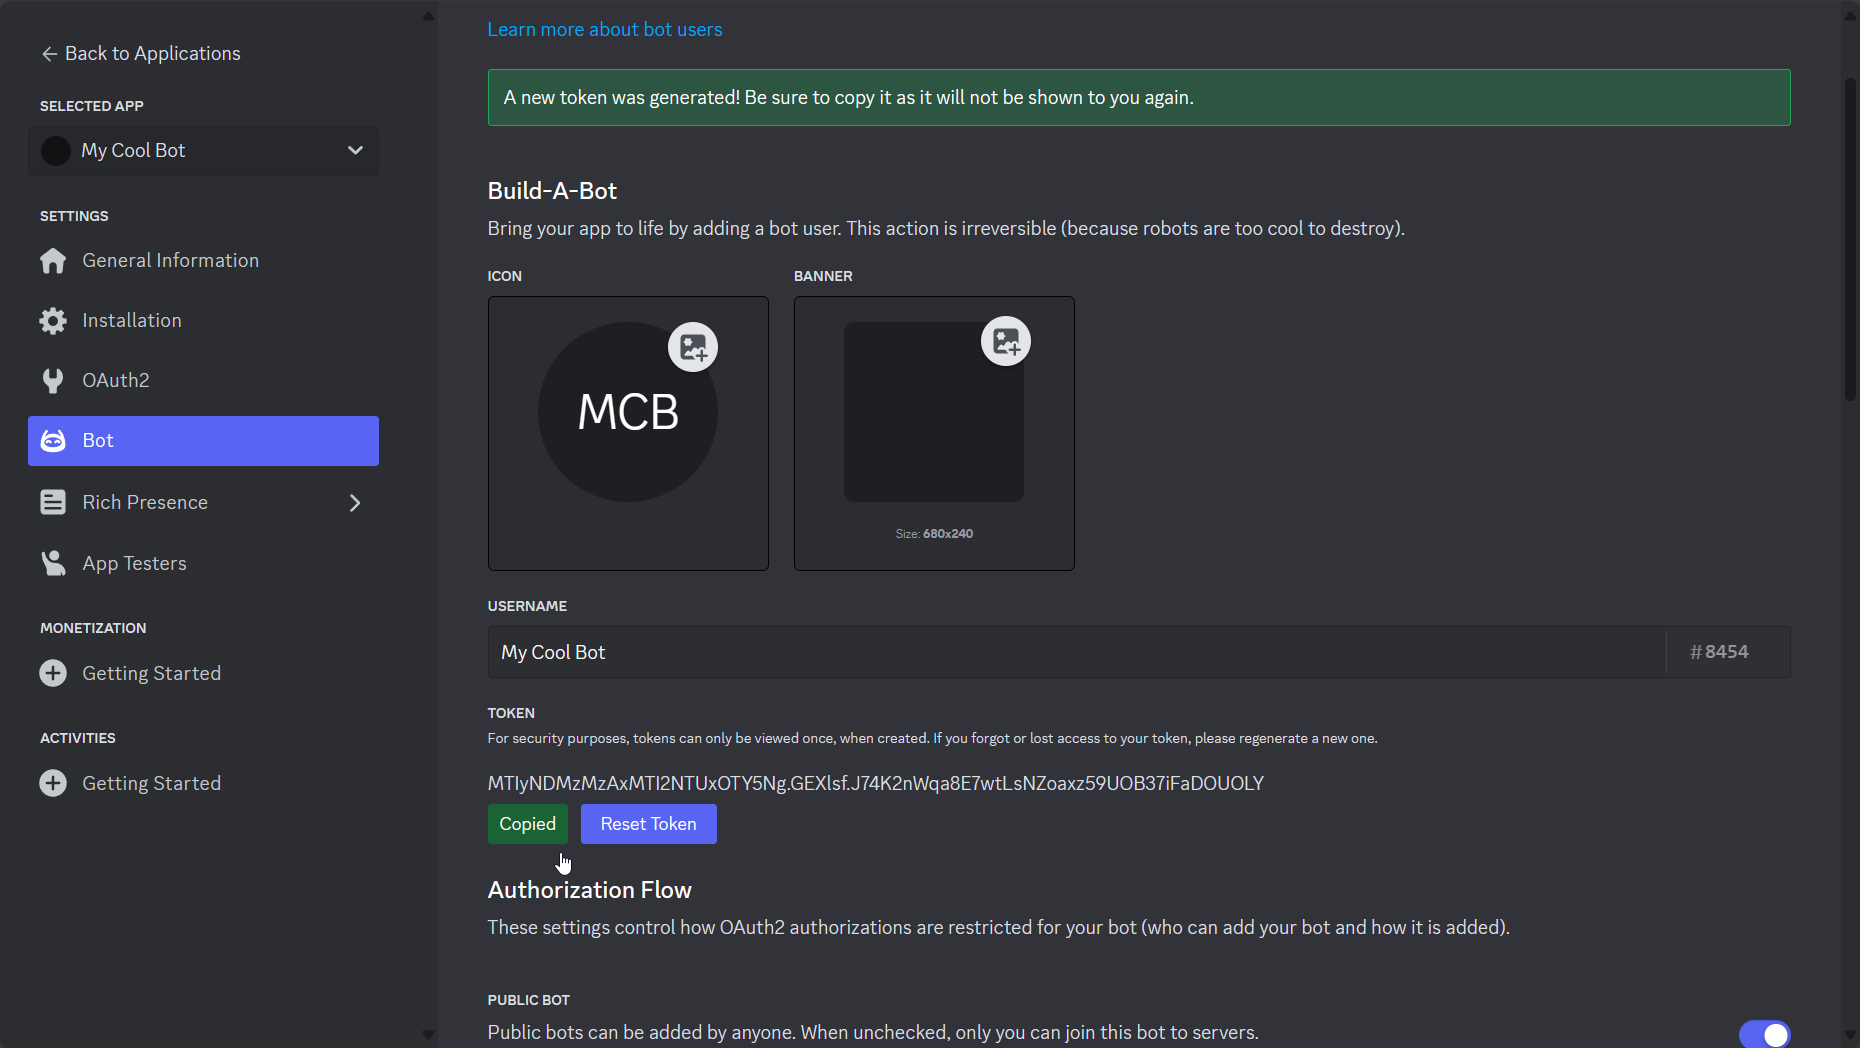 Back to Applications
SELECTED APP
My Cool Bot
SETTINGS
General Information
Installation
OAuth2
Bot
Rich Presence
App Testers
MONETIZATION
Getting Started
ACTIVITIES
Getting Started
Learn more about bot users
A new token was generated! Be sure to copy it as it will not be shown to you again.
Build-A-Bot
Bring your app to life by adding a bot user. This action is irreversible (because robots are too cool to destroy).
ICON
BANNER
MCB
Size: 680x240
USERNAME
My Cool Bot
#8454
TOKEN
For security purposes, tokens can only be viewed once, when created. If you forgot or lost access to your token, please regenerate a new one.
MTIyNDMzMzAxMTI2NTUxOTY5Ng.GEXlsf.J74K2nWqa8E7wtLsNZoaxz59UOB37iFaDOUOLY
Copied
Reset Token
Authorization Flow
These settings control how OAuth2 authorizations are restricted for your bot (who can add your bot and how it is added).
PUBLIC BOT
Public bots can be added by anyone. When unchecked, only you can join this bot to servers.